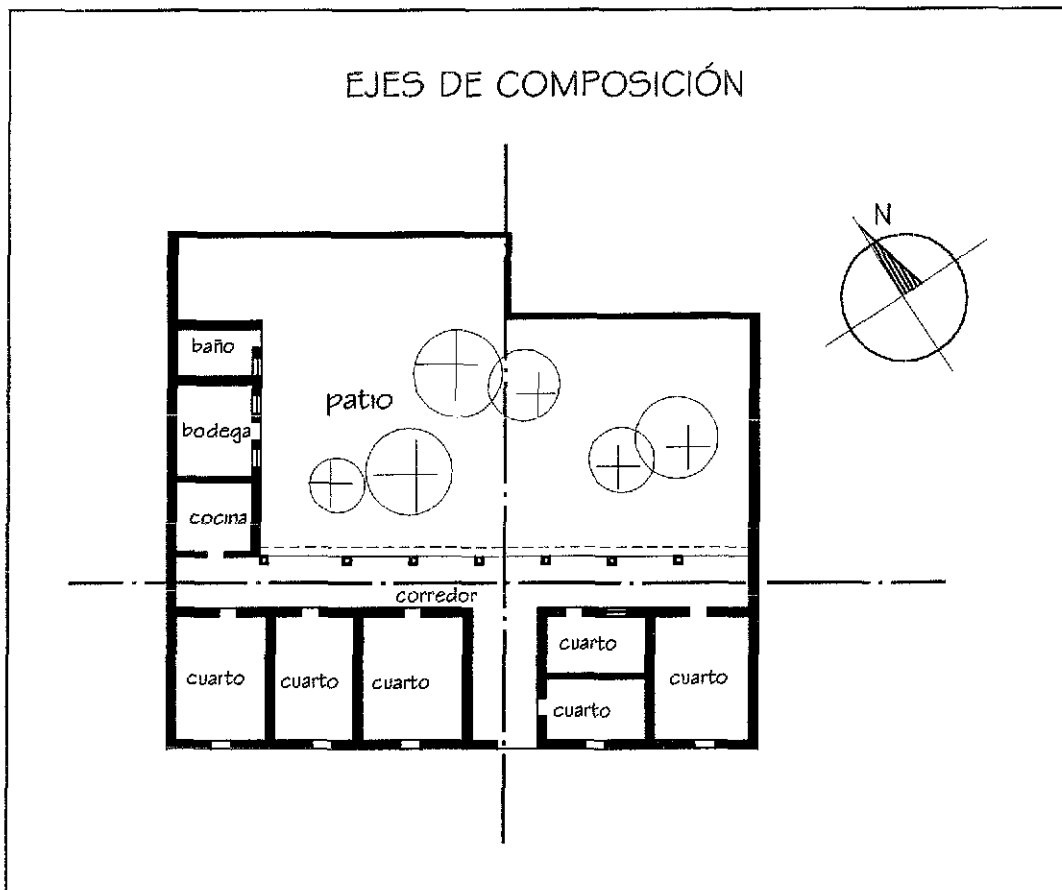 EJES DE COMPOSICIÓN
N
baño
patio
bodega
cocina
corredor
cuarto
cuarto
cuarto
cuarto
cuarto
cuarto